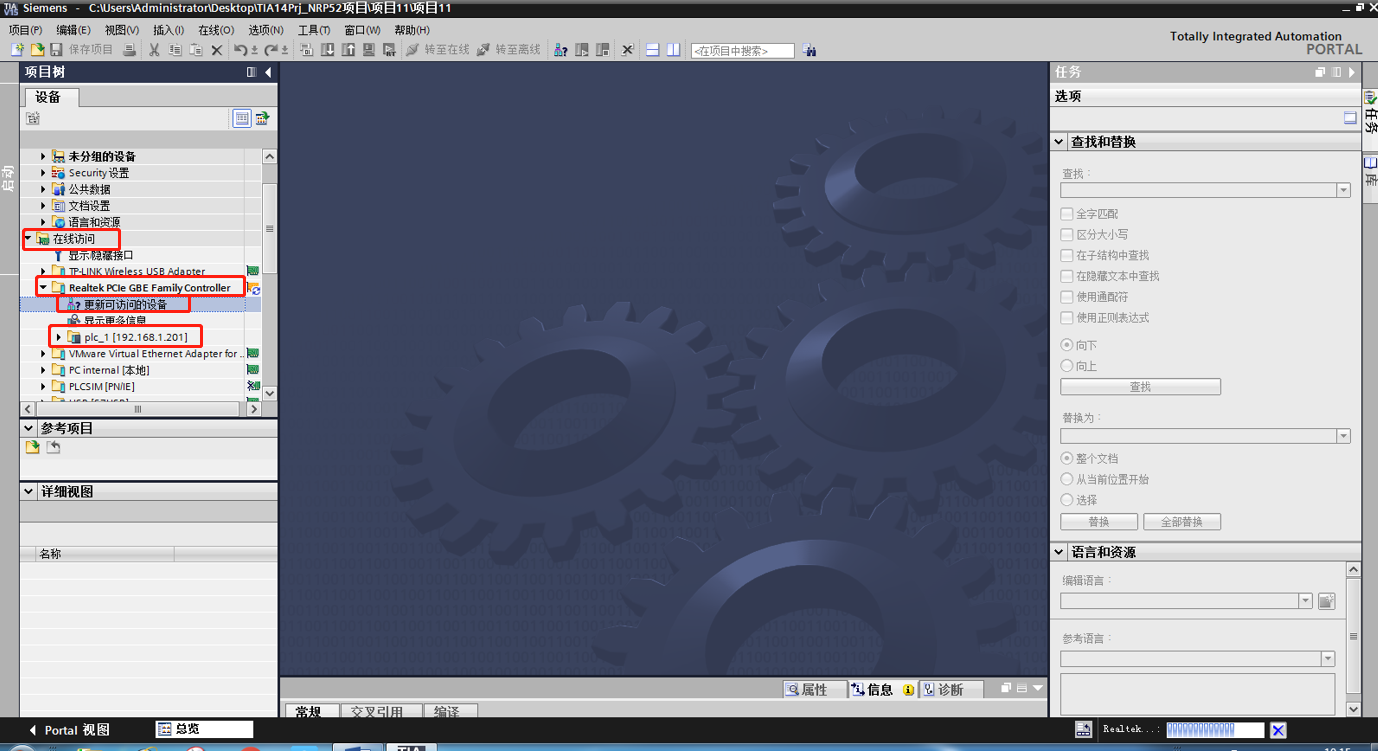 TIA V15 Siemens - C:\Users\Administrator\Desktop\TIA14Prj_NRP52项目\项目11\项目11
项目(P) 编辑(E) 视图(V) 插入(I) 在线(O) 选项(N) 工具(T) 窗口(W) 帮助(H)
Totally Integrated Automation
PORTAL
保存项目 转至在线 转至离线 <在项目中搜索>
项目树
设备
启动
未分组的设备
Security 设置
公共数据
文档设置
语言和资源
在线访问
显示/隐藏接口
TP-LINK Wireless USB Adapter
Realtek PCIe GBE Family Controller
更新可访问的设备
显示更多信息
plc_1 [192.168.1.201]
VMware Virtual Ethernet Adapter for ..
PC internal [本地]
PLCSIM [PN/IE]
USB [S7USB]
参考项目
详细视图
名称
任务
选项
查找和替换
查找:
全字匹配
区分大小写
在子结构中查找
在隐藏文本中查找
使用通配符
使用正则表达式
向下
向上
查找
替换为:
整个文档
从当前位置开始
选择
替换 全部替换
语言和资源
编辑语言:
参考语言:
任务
库
属性 信息 诊断
常规 交叉引用 编译
Portal 视图 总览
Realtek...:
TIA
10:15